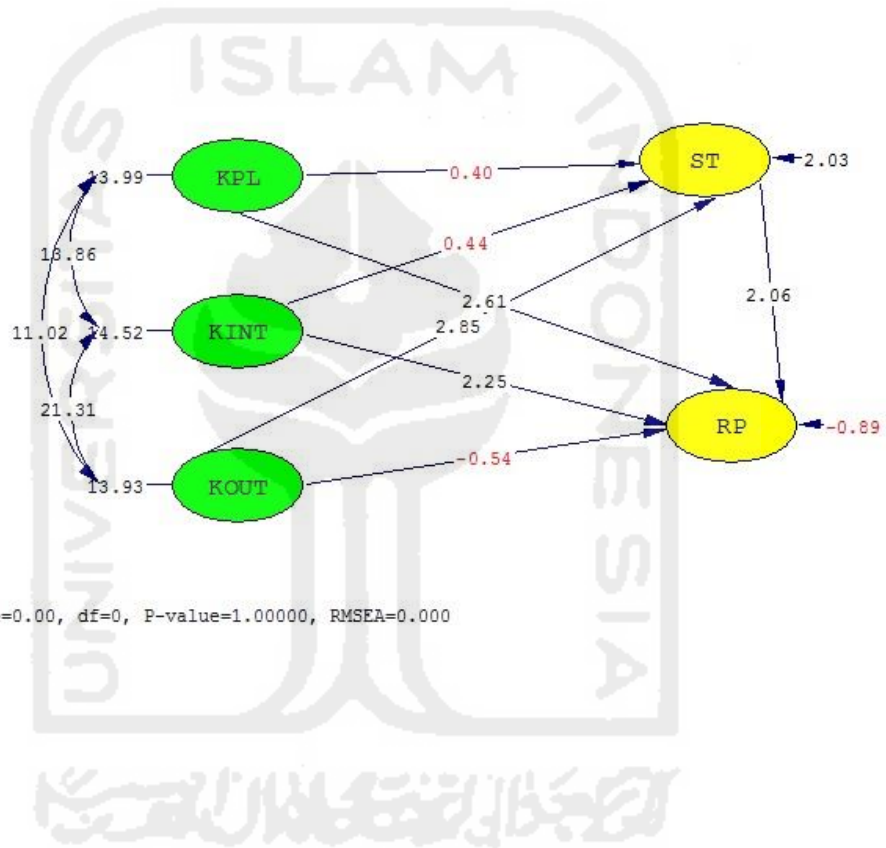 ISLAM
UNIVERSITAS
INDONESIA
13.99
KPL
0.40
ST
2.03
13.86
0.44
2.61
2.06
11.02
14.52
KINT
2.85
2.25
21.31
RP
-0.89
-0.54
13.93
KOUT
=0.00, df=0, P-value=1.00000, RMSEA=0.000